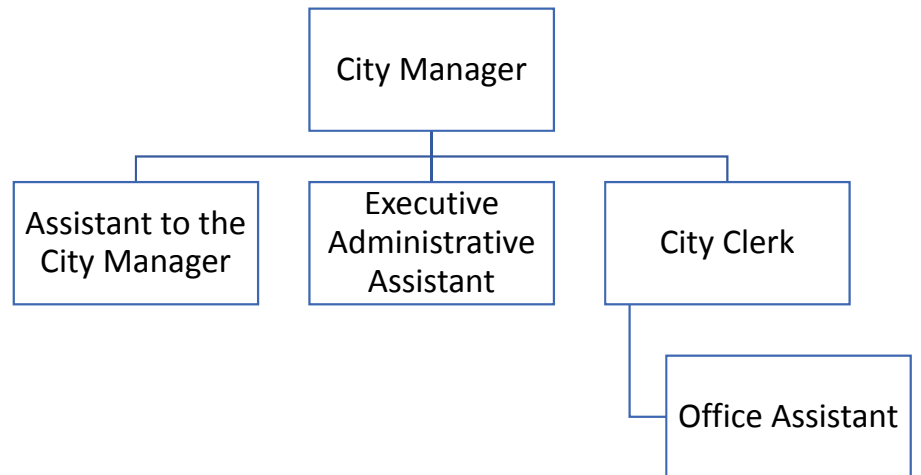 City Manager
Assistant to the
City Manager
Executive
Administrative
Assistant
City Clerk
Office Assistant